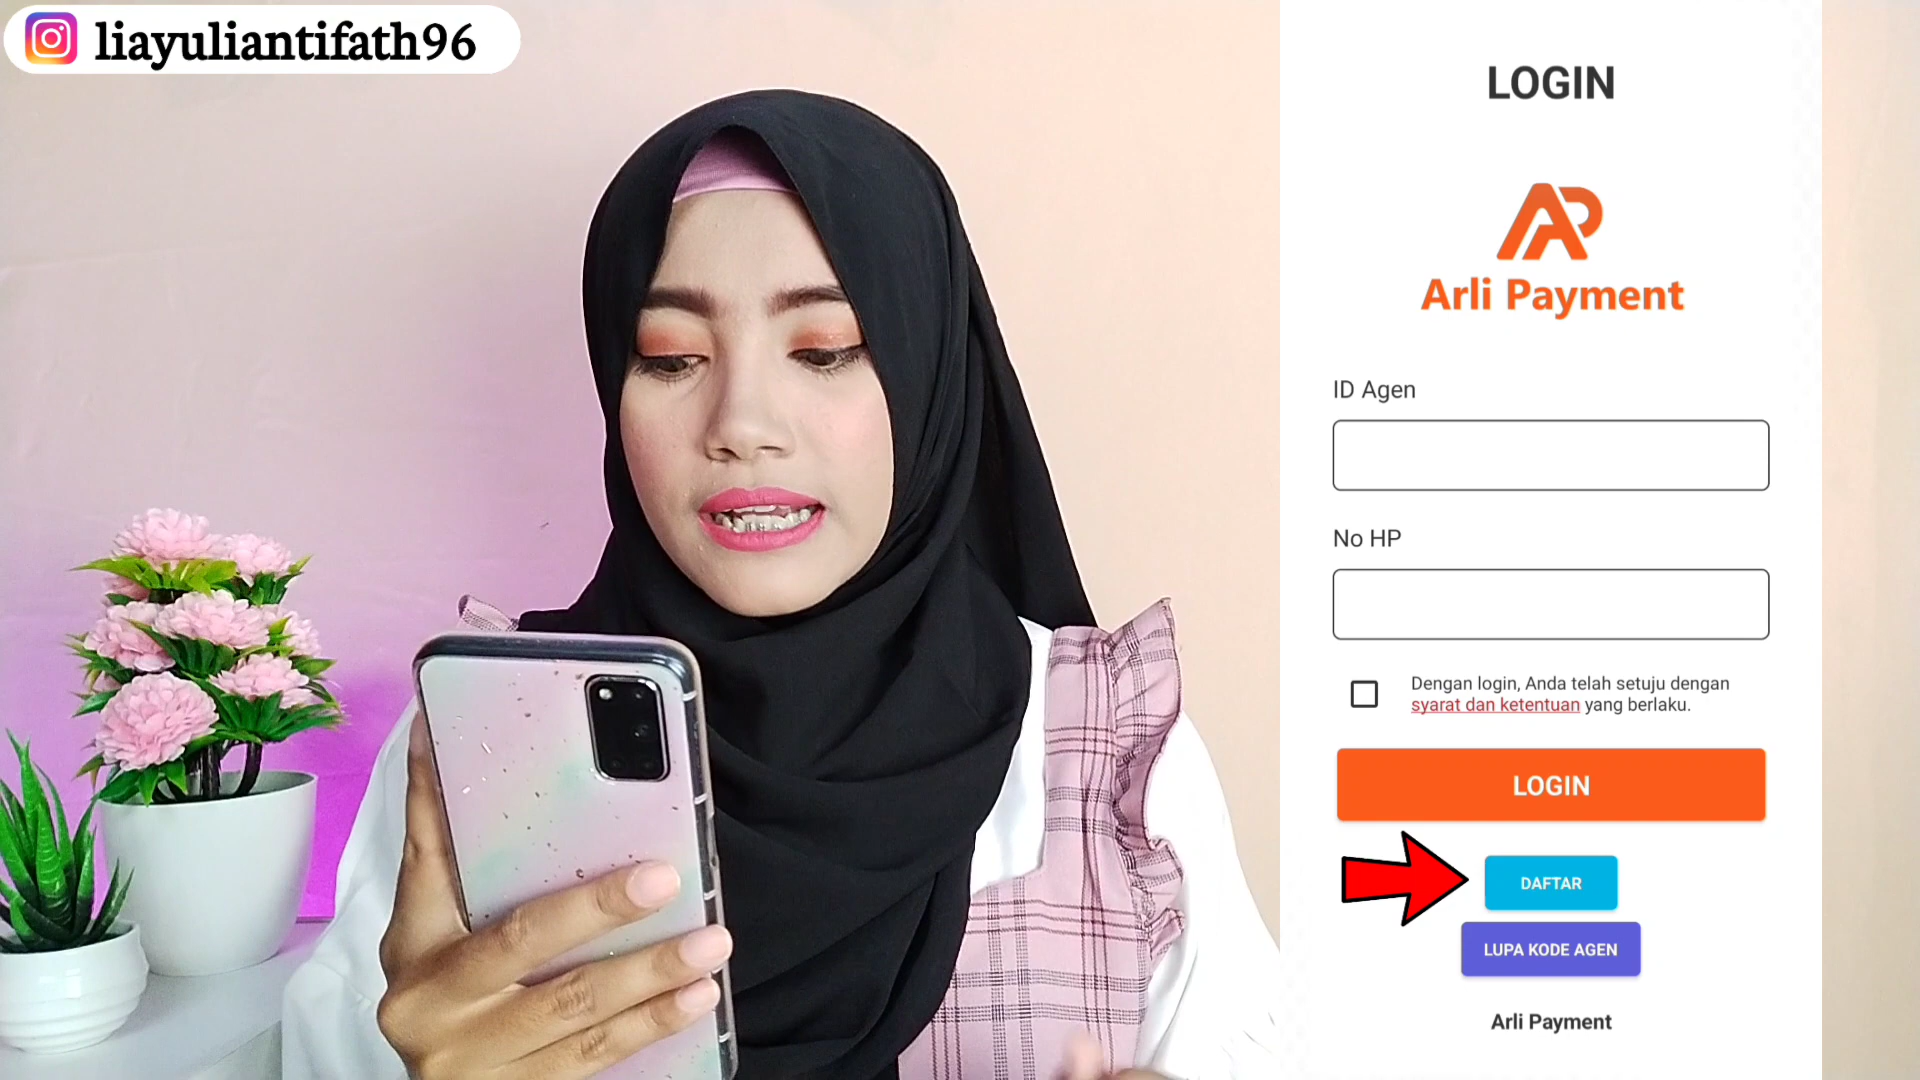 liayuliantifath96
LOGIN
Arli Payment
ID Agen
No HP
Dengan login, Anda telah setuju dengan
syarat dan ketentuan yang berlaku.
LOGIN
DAFTAR
LUPA KODE AGEN
Arli Payment